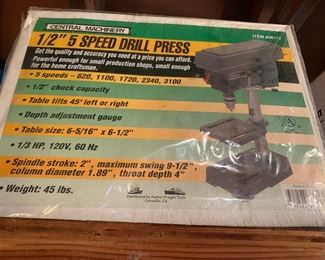 CENTRAL MACHINERY
1/2" 5 SPEED DRILL PRESS
Get the quality and accuracy you need at a price you can afford.
Powerful enough for small production shops, small enough
for the home craftsman.
• 5 speeds – 620, 1100, 1720, 2340, 3100
• 1/2" chuck capacity
• Table tilts 45° left or right
• Depth adjustment gauge
• Table size: 6-5/16" x 6-1/2"
• 1/3 HP, 120V, 60 Hz
• Spindle stroke: 2", maximum swing 9-1/2",
column diameter 1.89", throat depth 4"
• Weight: 45 lbs.
ITEM
Distributed by Harbor Freight Tools
Camarillo, CA